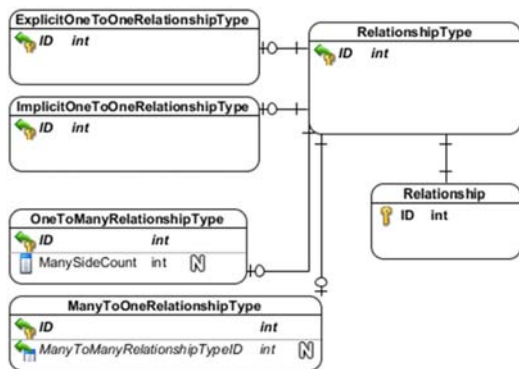 ExplicitOneToOneRelationshipType
ID int
RelationshipType
ID int
ImplicitOneToOneRelationshipType
ID int
Relationship
ID int
OneToManyRelationshipType
ID int
ManySideCount int N
ManyToOneRelationshipType
ID int
ManyToManyRelationshipTypeID int N